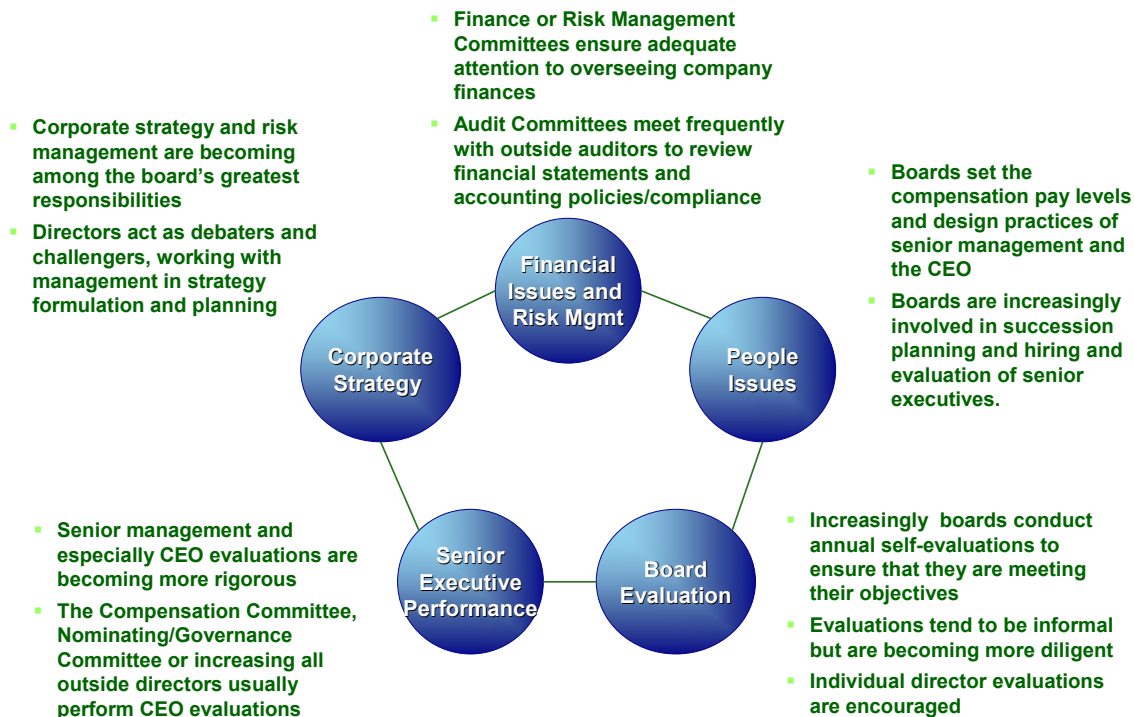 Finance or Risk Management
Committees ensure adequate
attention to overseeing company
finances
Audit Committees meet frequently
with outside auditors to review
financial statements and
accounting policies/compliance
Corporate strategy and risk
management are becoming
among the board's greatest
responsibilities
Directors act as debaters and
challengers, working with
management in strategy
formulation and planning
Boards set the
compensation pay levels
and design practices of
senior management and
the CEO
Boards are increasingly
involved in succession
planning and hiring and
evaluation of senior
executives.
Financial
Issues and
Risk Mgmt
Corporate
Strategy
People
Issues
Senior
Executive
Performance
Board
Evaluation
Senior management and
especially CEO evaluations are
becoming more rigorous
The Compensation Committee,
Nominating/Governance
Committee or increasing all
outside directors usually
perform CEO evaluations
Increasingly boards conduct
annual self-evaluations to
ensure that they are meeting
their objectives
Evaluations tend to be informal
but are becoming more diligent
Individual director evaluations
are encouraged